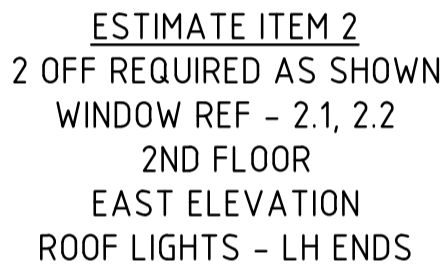 ESTIMATE ITEM 2
2 OFF REQUIRED AS SHOWN
WINDOW REF - 2.1, 2.2
2ND FLOOR
EAST ELEVATION
ROOF LIGHTS - LH ENDS